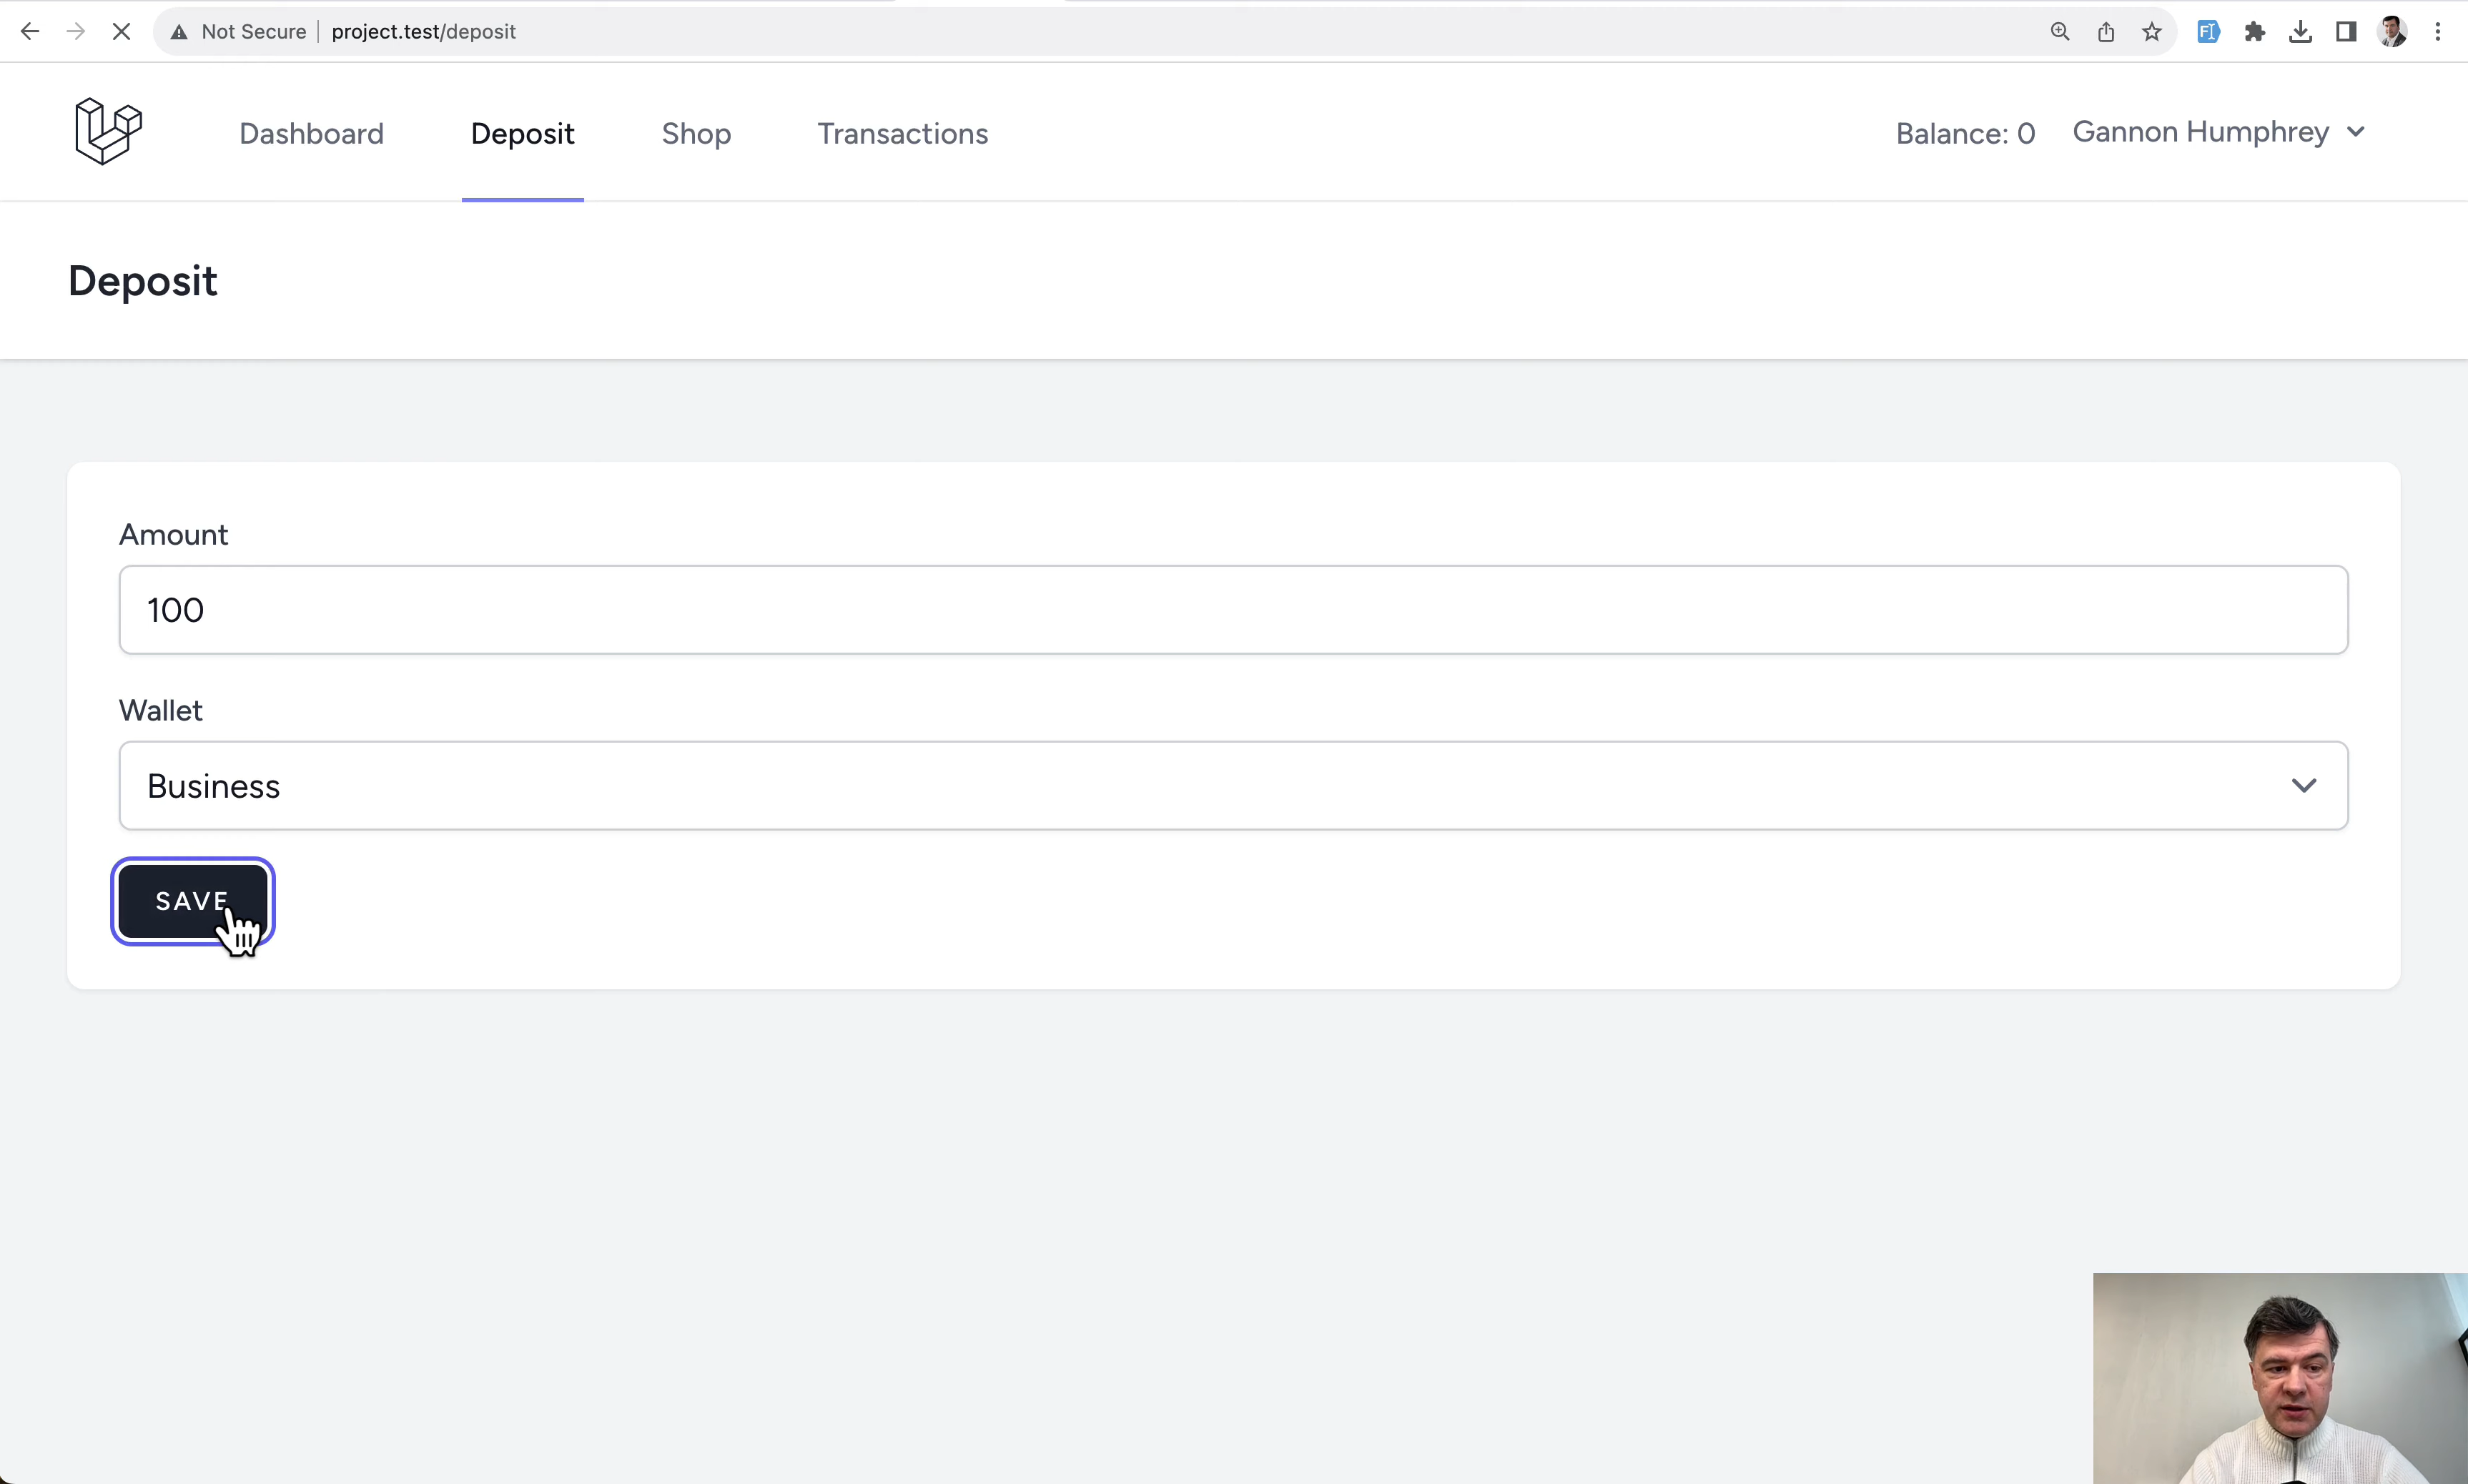 Not Secure | project.test/deposit
Dashboard Deposit Shop Transactions Balance: 0 Gannon Humphrey
Deposit
Amount
100
Wallet
Business
SAVE